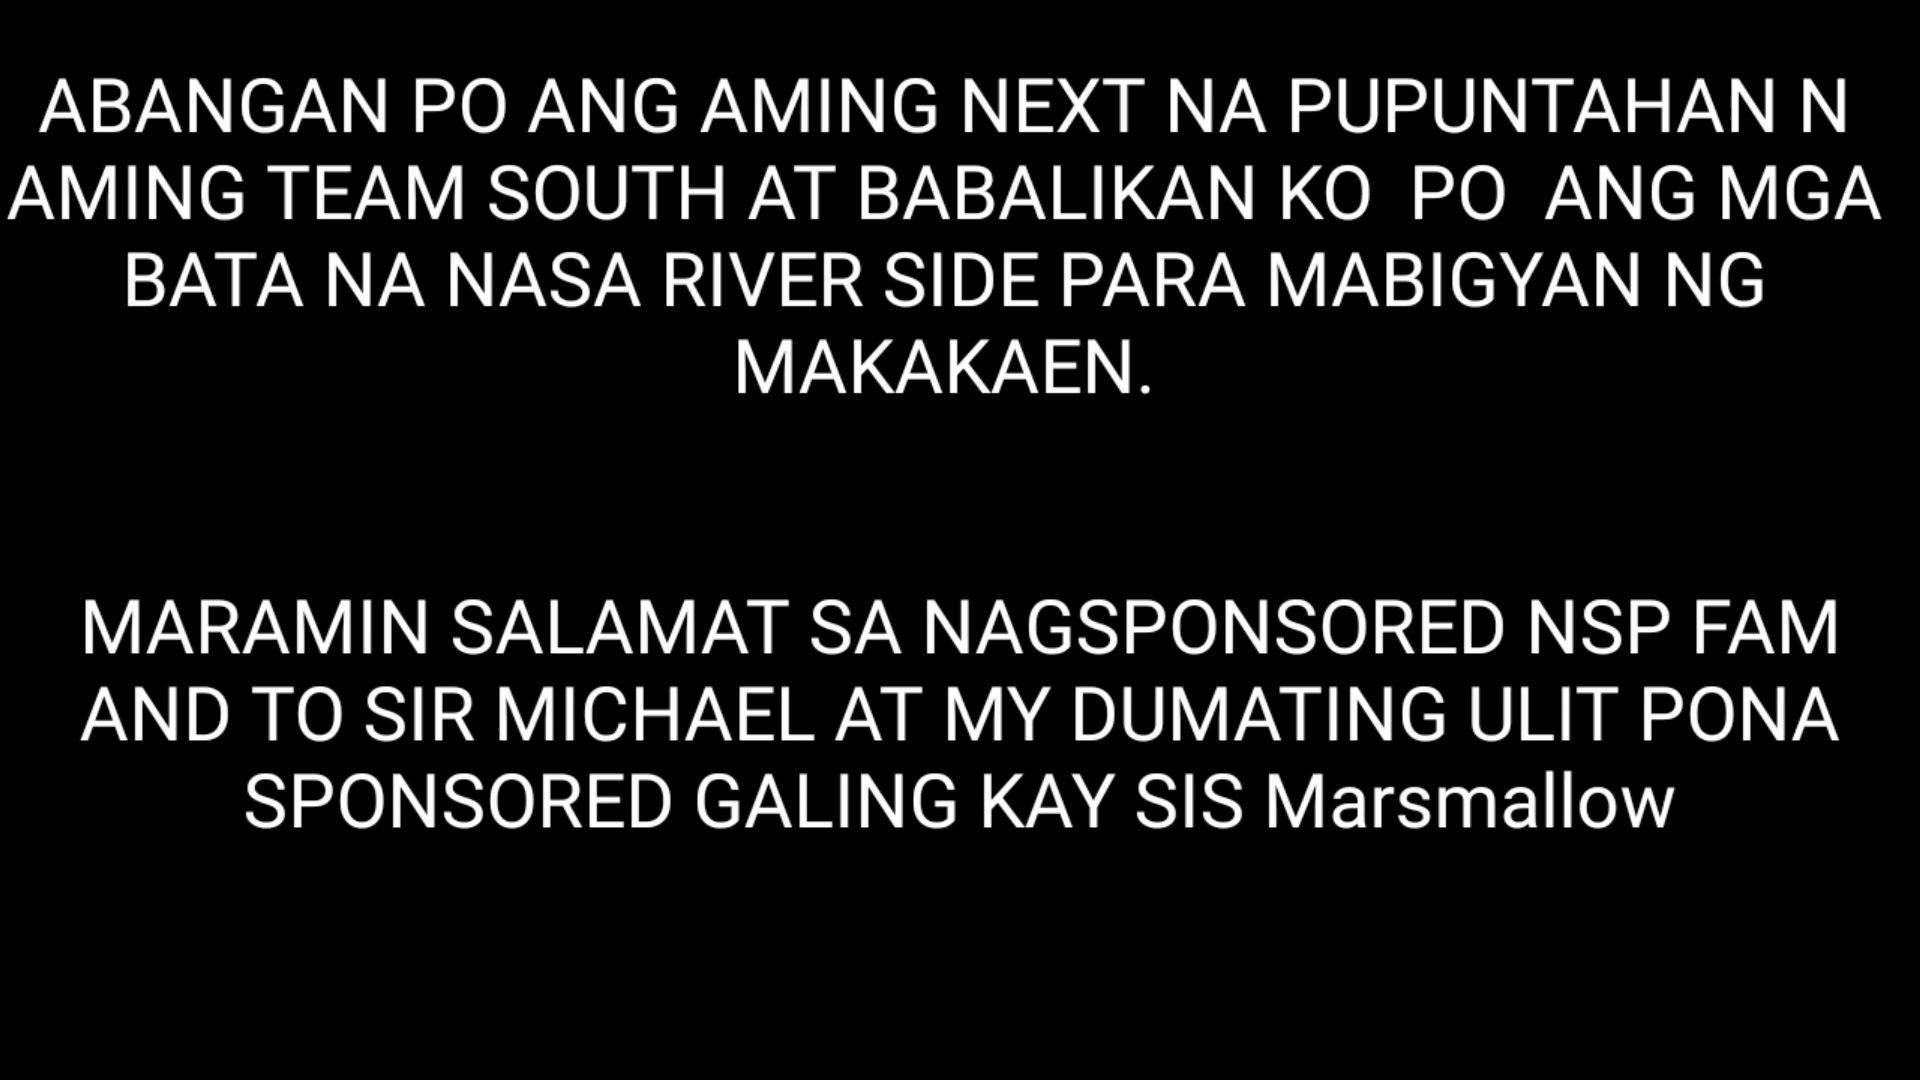 ABANGAN PO ANG AMING NEXT NA PUPUNTAHAN N
AMING TEAM SOUTH AT BABALIKAN KO PO ANG MGA
BATA NA NASA RIVER SIDE PARA MABIGYAN NG
MAKAKAEN.
MARAMIN SALAMAT SA NAGSPONSORED NSP FAM
AND TO SIR MICHAEL AT MY DUMATING ULIT PONA
SPONSORED GALING KAY SIS Marsmallow